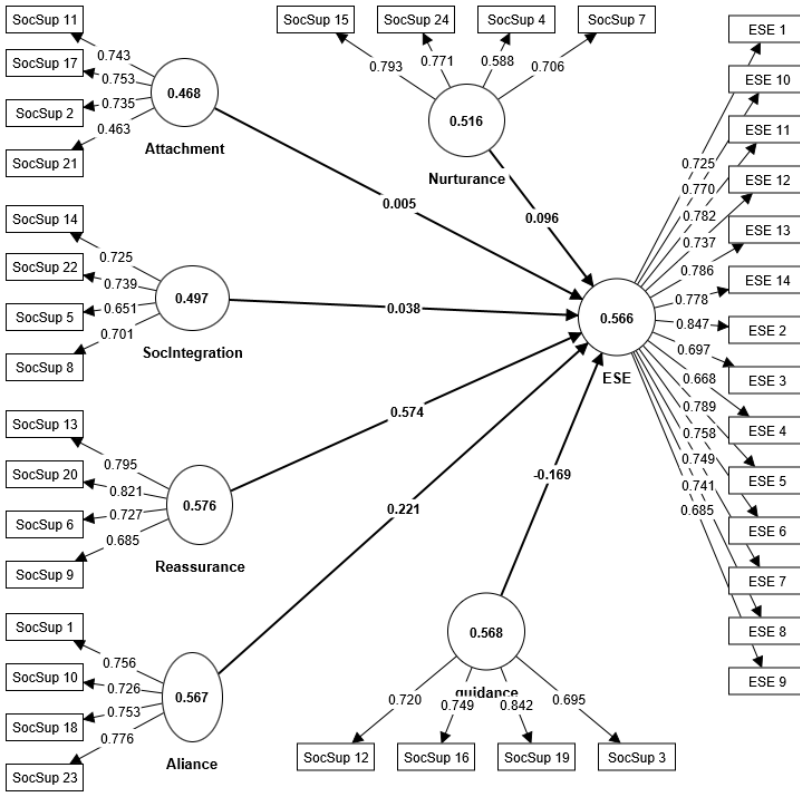 SocSup 11
SocSup 17
SocSup 2
SocSup 21
0.743
0.753
0.735
0.463
0.468
Attachment
SocSup 15
SocSup 24
SocSup 4
SocSup 7
0.793
0.771
0.588
0.706
0.516
Nurturance
0.005
0.096
SocSup 14
SocSup 22
SocSup 5
SocSup 8
0.725
0.739
0.651
0.701
0.497
SocIntegration
0.038
SocSup 13
SocSup 20
SocSup 6
SocSup 9
0.795
0.821
0.727
0.685
0.576
Reassurance
0.574
SocSup 1
SocSup 10
SocSup 18
SocSup 23
0.756
0.726
0.753
0.776
0.567
Aliance
0.221
-0.169
0.568
guidance
0.720
0.749
0.842
0.695
SocSup 12
SocSup 16
SocSup 19
SocSup 3
0.566
ESE
0.725
0.770
0.782
0.737
0.786
0.778
0.847
0.697
0.668
0.789
0.758
0.749
0.741
0.685
ESE 1
ESE 10
ESE 11
ESE 12
ESE 13
ESE 14
ESE 2
ESE 3
ESE 4
ESE 5
ESE 6
ESE 7
ESE 8
ESE 9